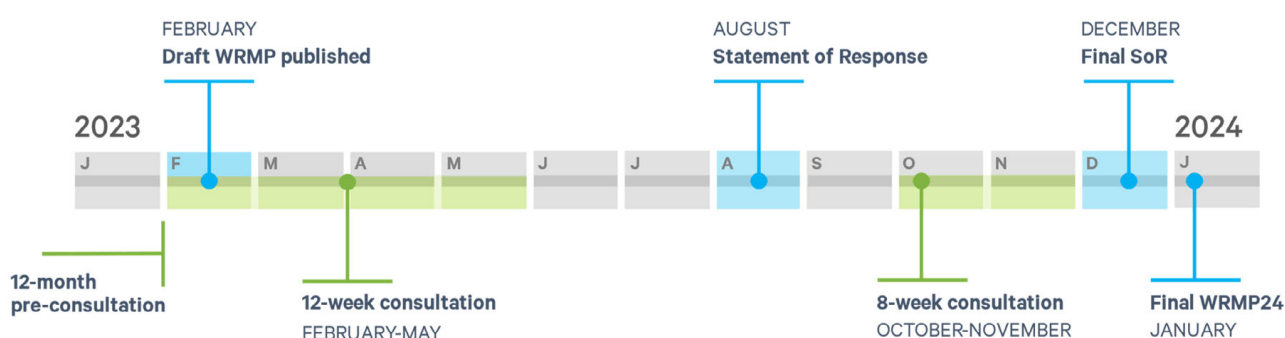 FEBRUARY
Draft WRMP published
AUGUST
Statement of Response
DECEMBER
Final SoR
2023
2024
J F M A M J J A S O N D J
12-month
pre-consultation
12-week consultation
FEBRUARY-MAY
8-week consultation
OCTOBER-NOVEMBER
Final WRMP24
JANUARY